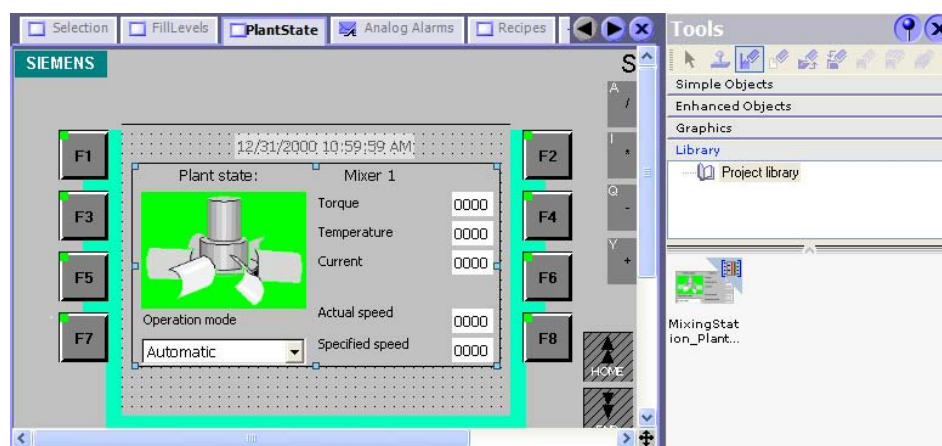 Selection FillLevels PlantState Analog Alarms Recipes
Tools
SIEMENS
S
Simple Objects
Enhanced Objects
Graphics
Library
Project library
MixingStat
ion_Plant...
12/31/2000 10:59:59 AM
Plant state: Mixer 1
Torque 0000
Temperature 0000
Current 0000
Actual speed 0000
Specified speed 0000
Operation mode
Automatic
F1
F2
F3
F4
F5
F6
F7
F8
A
/
I
*
Q
-
Y
+
HOME